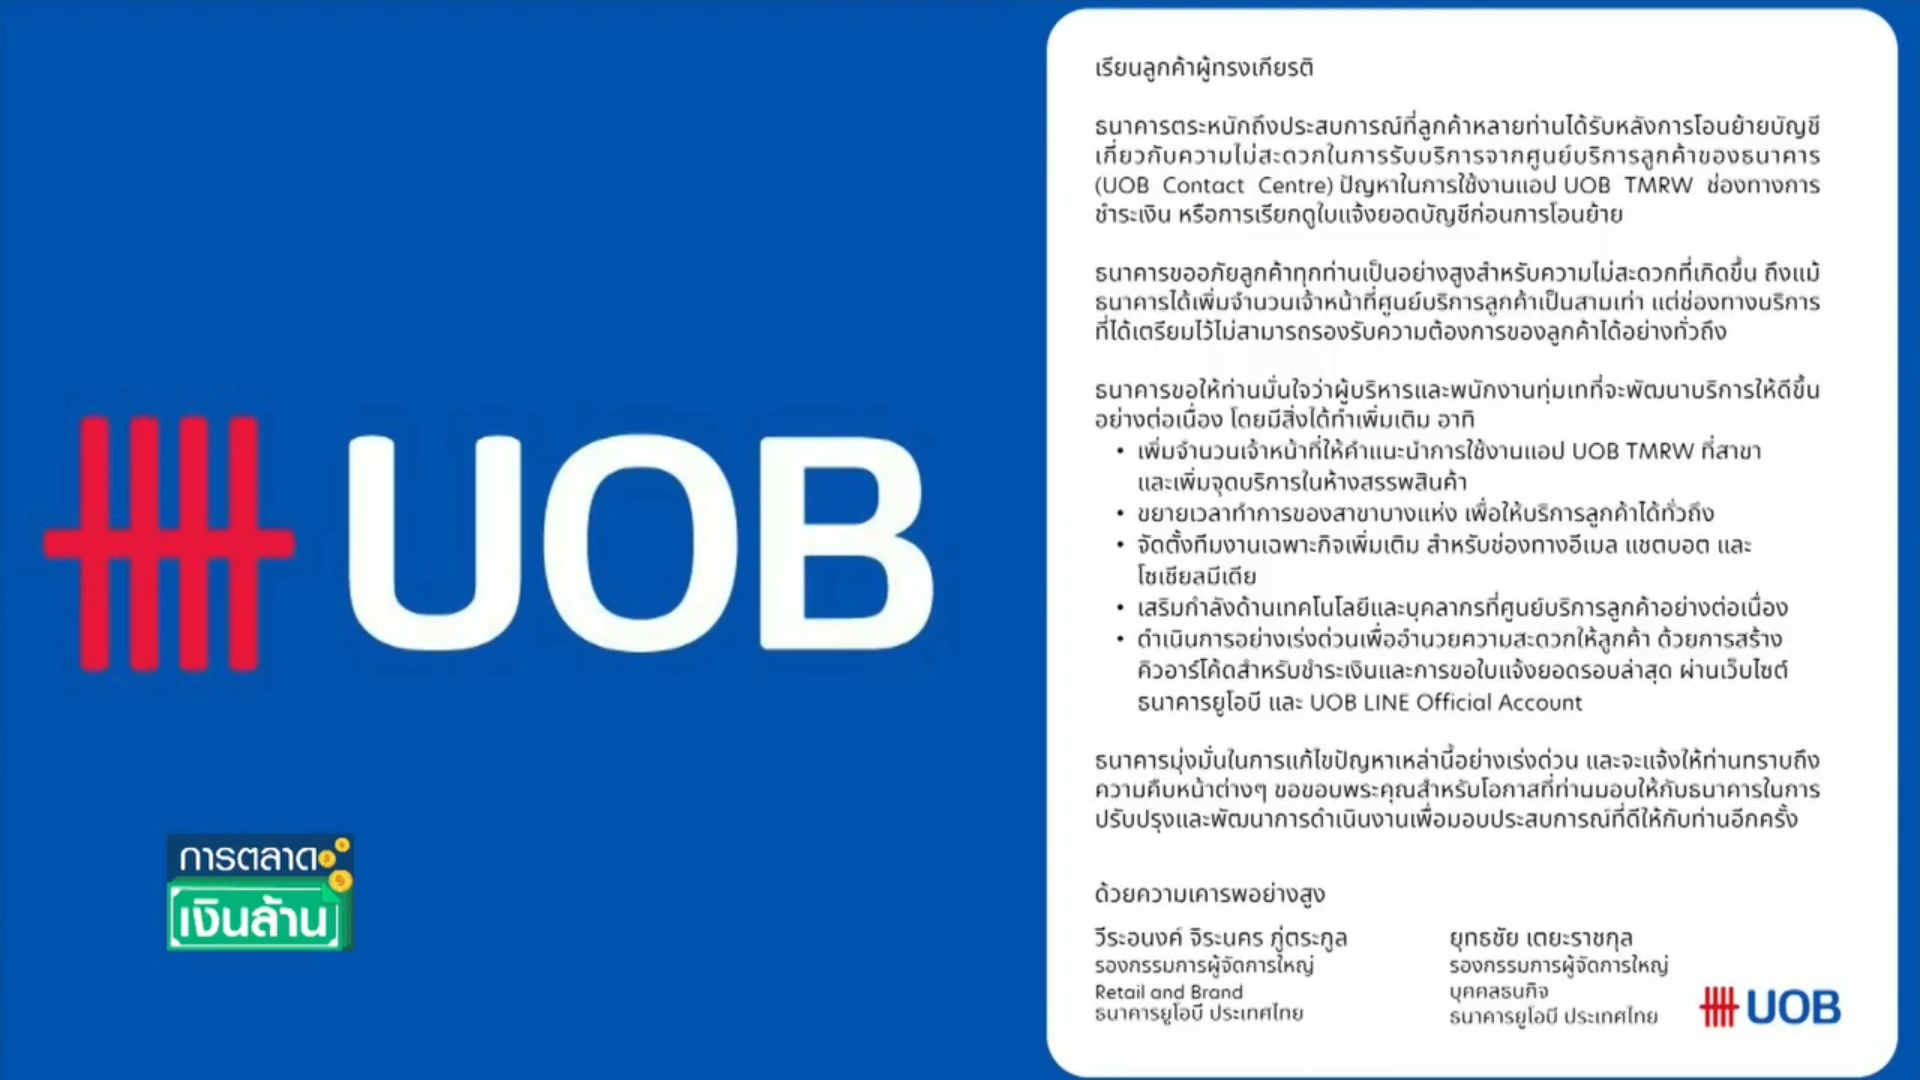 UOB
การตลาด
เงินล้าน
เรียนลูกค้าผู้ทรงเกียรติ
ธนาคารตระหนักถึงประสบการณ์ที่ลูกค้าหลายท่านได้รับหลังการโอนย้ายบัญชี
เกี่ยวกับความไม่สะดวกในการรับบริการจากศูนย์บริการลูกค้าของธนาคาร
(UOB Contact Centre) ปัญหาในการใช้งานแอป UOB TMRW ช่องทางการ
ชำระเงิน หรือการเรียกดูใบแจ้งยอดบัญชีก่อนการโอนย้าย
ธนาคารขออภัยลูกค้าทุกท่านเป็นอย่างสูงสำหรับความไม่สะดวกที่เกิดขึ้น ถึงแม้
ธนาคารได้เพิ่มจำนวนเจ้าหน้าที่ศูนย์บริการลูกค้าเป็นสามเท่า แต่ช่องทางบริการ
ที่ได้เตรียมไว้ไม่สามารถรองรับความต้องการของลูกค้าได้อย่างทั่วถึง
ธนาคารขอให้ท่านมั่นใจว่าผู้บริหารและพนักงานทุ่มเทที่จะพัฒนาบริการให้ดีขึ้น
อย่างต่อเนื่อง โดยมีสิ่งได้ทำเพิ่มเติม อาทิ
• เพิ่มจำนวนเจ้าหน้าที่ให้คำแนะนำการใช้งานแอป UOB TMRW ที่สาขา
และเพิ่มจุดบริการในห้างสรรพสินค้า
• ขยายเวลาทำการของสาขาบางแห่ง เพื่อให้บริการลูกค้าได้ทั่วถึง
• จัดตั้งทีมงานเฉพาะกิจเพิ่มเติม สำหรับช่องทางอีเมล แชตบอต และ
โซเชียลมีเดีย
• เสริมกำลังด้านเทคโนโลยีและบุคลากรที่ศูนย์บริการลูกค้าอย่างต่อเนื่อง
• ดำเนินการอย่างเร่งด่วนเพื่ออำนวยความสะดวกให้ลูกค้า ด้วยการสร้าง
คิวอาร์โค้ดสำหรับชำระเงินและการขอใบแจ้งยอดรอบล่าสุด ผ่านเว็บไซต์
ธนาคารยูโอบี และ UOB LINE Official Account
ธนาคารมุ่งมั่นในการแก้ไขปัญหาเหล่านี้อย่างเร่งด่วน และจะแจ้งให้ท่านทราบถึง
ความคืบหน้าต่างๆ ขอขอบพระคุณสำหรับโอกาสที่ท่านมอบให้กับธนาคารในการ
ปรับปรุงและพัฒนาการดำเนินงานเพื่อมอบประสบการณ์ที่ดีให้กับท่านอีกครั้ง
ด้วยความเคารพอย่างสูง
วีระอนงค์ จิระนคร ภู่ตระกูล
รองกรรมการผู้จัดการใหญ่
Retail and Brand
ธนาคารยูโอบี ประเทศไทย
ยุทธชัย เตยะราชกุล
รองกรรมการผู้จัดการใหญ่
บุคคลธนกิจ
ธนาคารยูโอบี ประเทศไทย
UOB